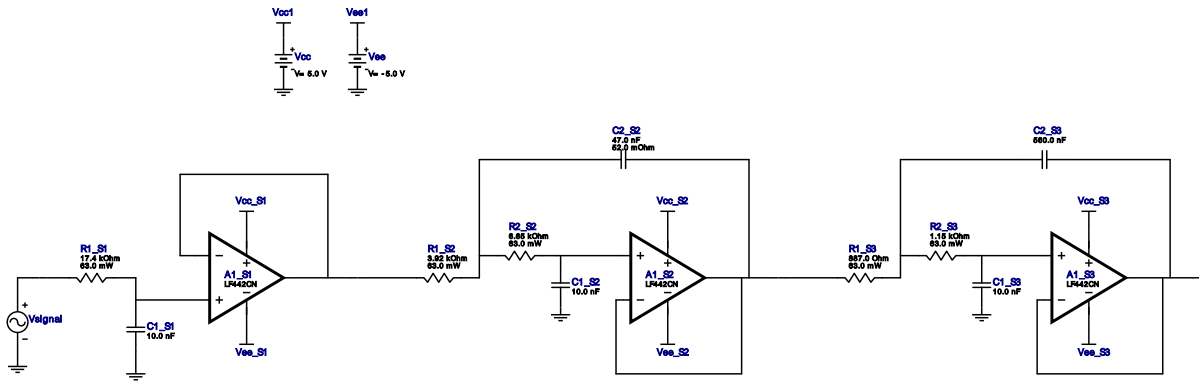 Vcc1
Vee1
Vcc
V= 5.0 V
Vee
V= -5.0 V
C2_S2
47.0 nF
52.0 mOhm
C2_S3
560.0 nF
Vcc_S1
Vcc_S2
Vcc_S3
R1_S1
17.4 kOhm
63.0 mW
R1_S2
3.92 kOhm
63.0 mW
R2_S2
6.65 kOhm
63.0 mW
R1_S3
887.0 Ohm
63.0 mW
R2_S3
1.15 kOhm
63.0 mW
A1_S1
LF442CN
A1_S2
LF442CN
A1_S3
LF442CN
C1_S2
10.0 nF
C1_S3
10.0 nF
Vsignal
C1_S1
10.0 nF
Vee_S1
Vee_S2
Vee_S3